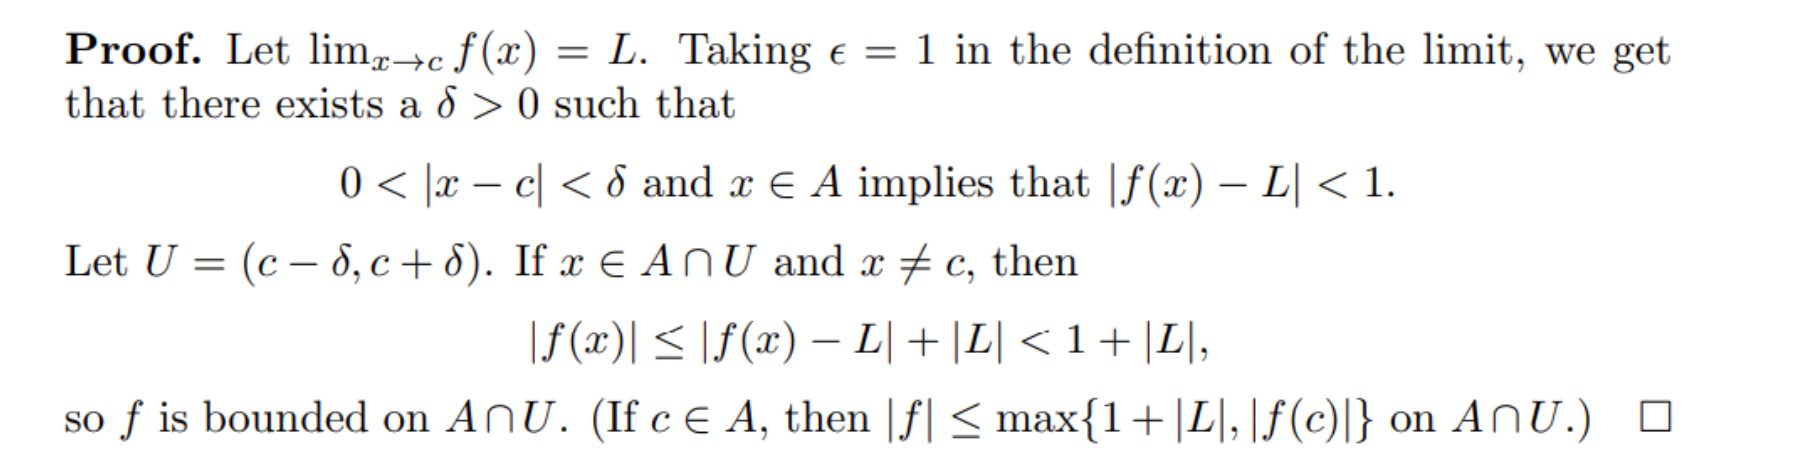 Proof. Let lim_{x→c} f(x) = L. Taking ϵ = 1 in the definition of the limit, we get
that there exists a δ > 0 such that
0 < |x − c| < δ and x ∈ A implies that |f(x) − L| < 1.
Let U = (c − δ, c + δ). If x ∈ A ∩ U and x ≠ c, then
|f(x)| ≤ |f(x) − L| + |L| < 1 + |L|,
so f is bounded on A ∩ U. (If c ∈ A, then |f| ≤ max{1 + |L|, |f(c)|} on A ∩ U.) □